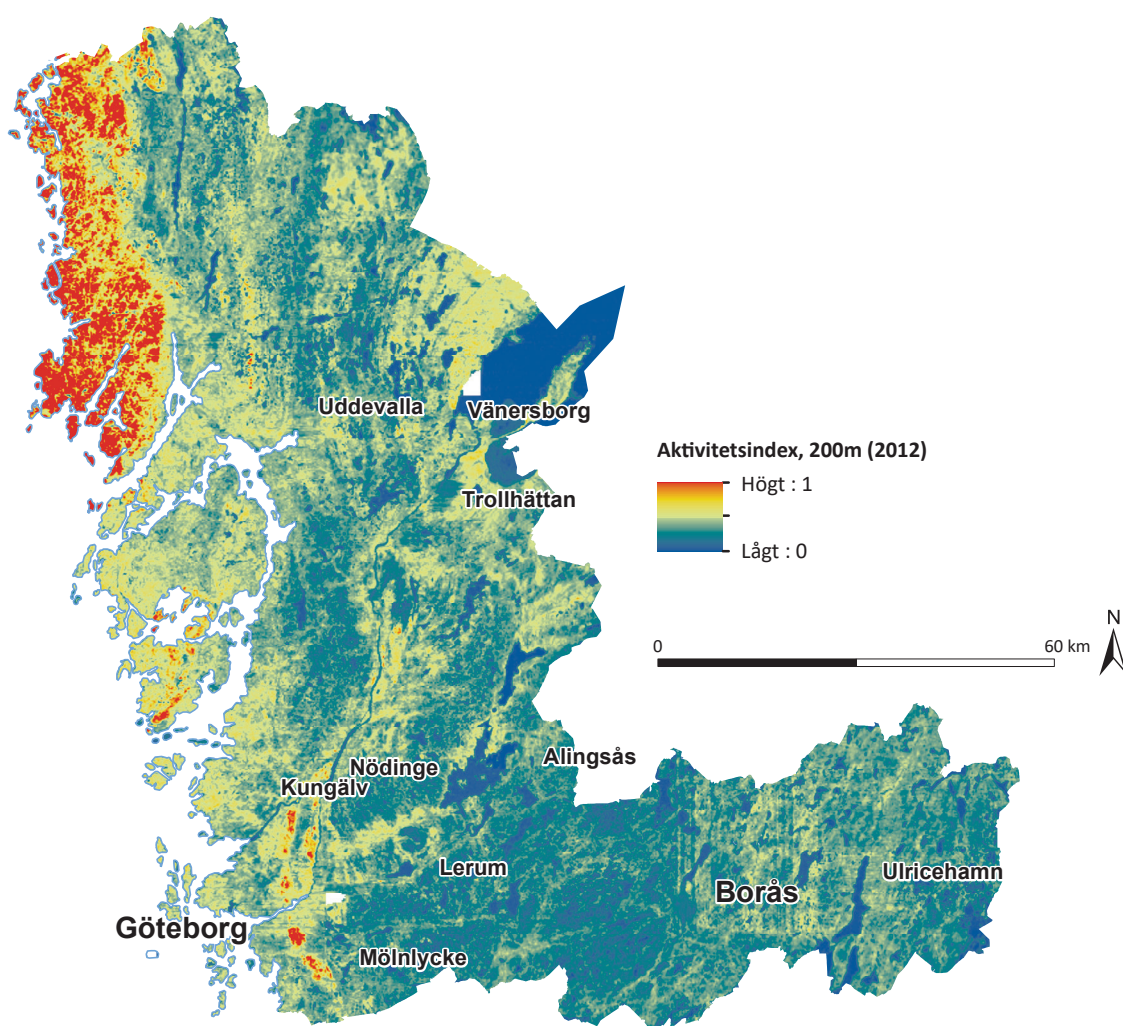 Uddevalla
Vänersborg
Aktivitetsindex, 200m (2012)
Högt : 1
Lågt : 0
Trollhättan
0
60 km
N
Alingsås
Nödinge
Kungälv
Lerum
Ulricehamn
Borås
Göteborg
Mölnlycke